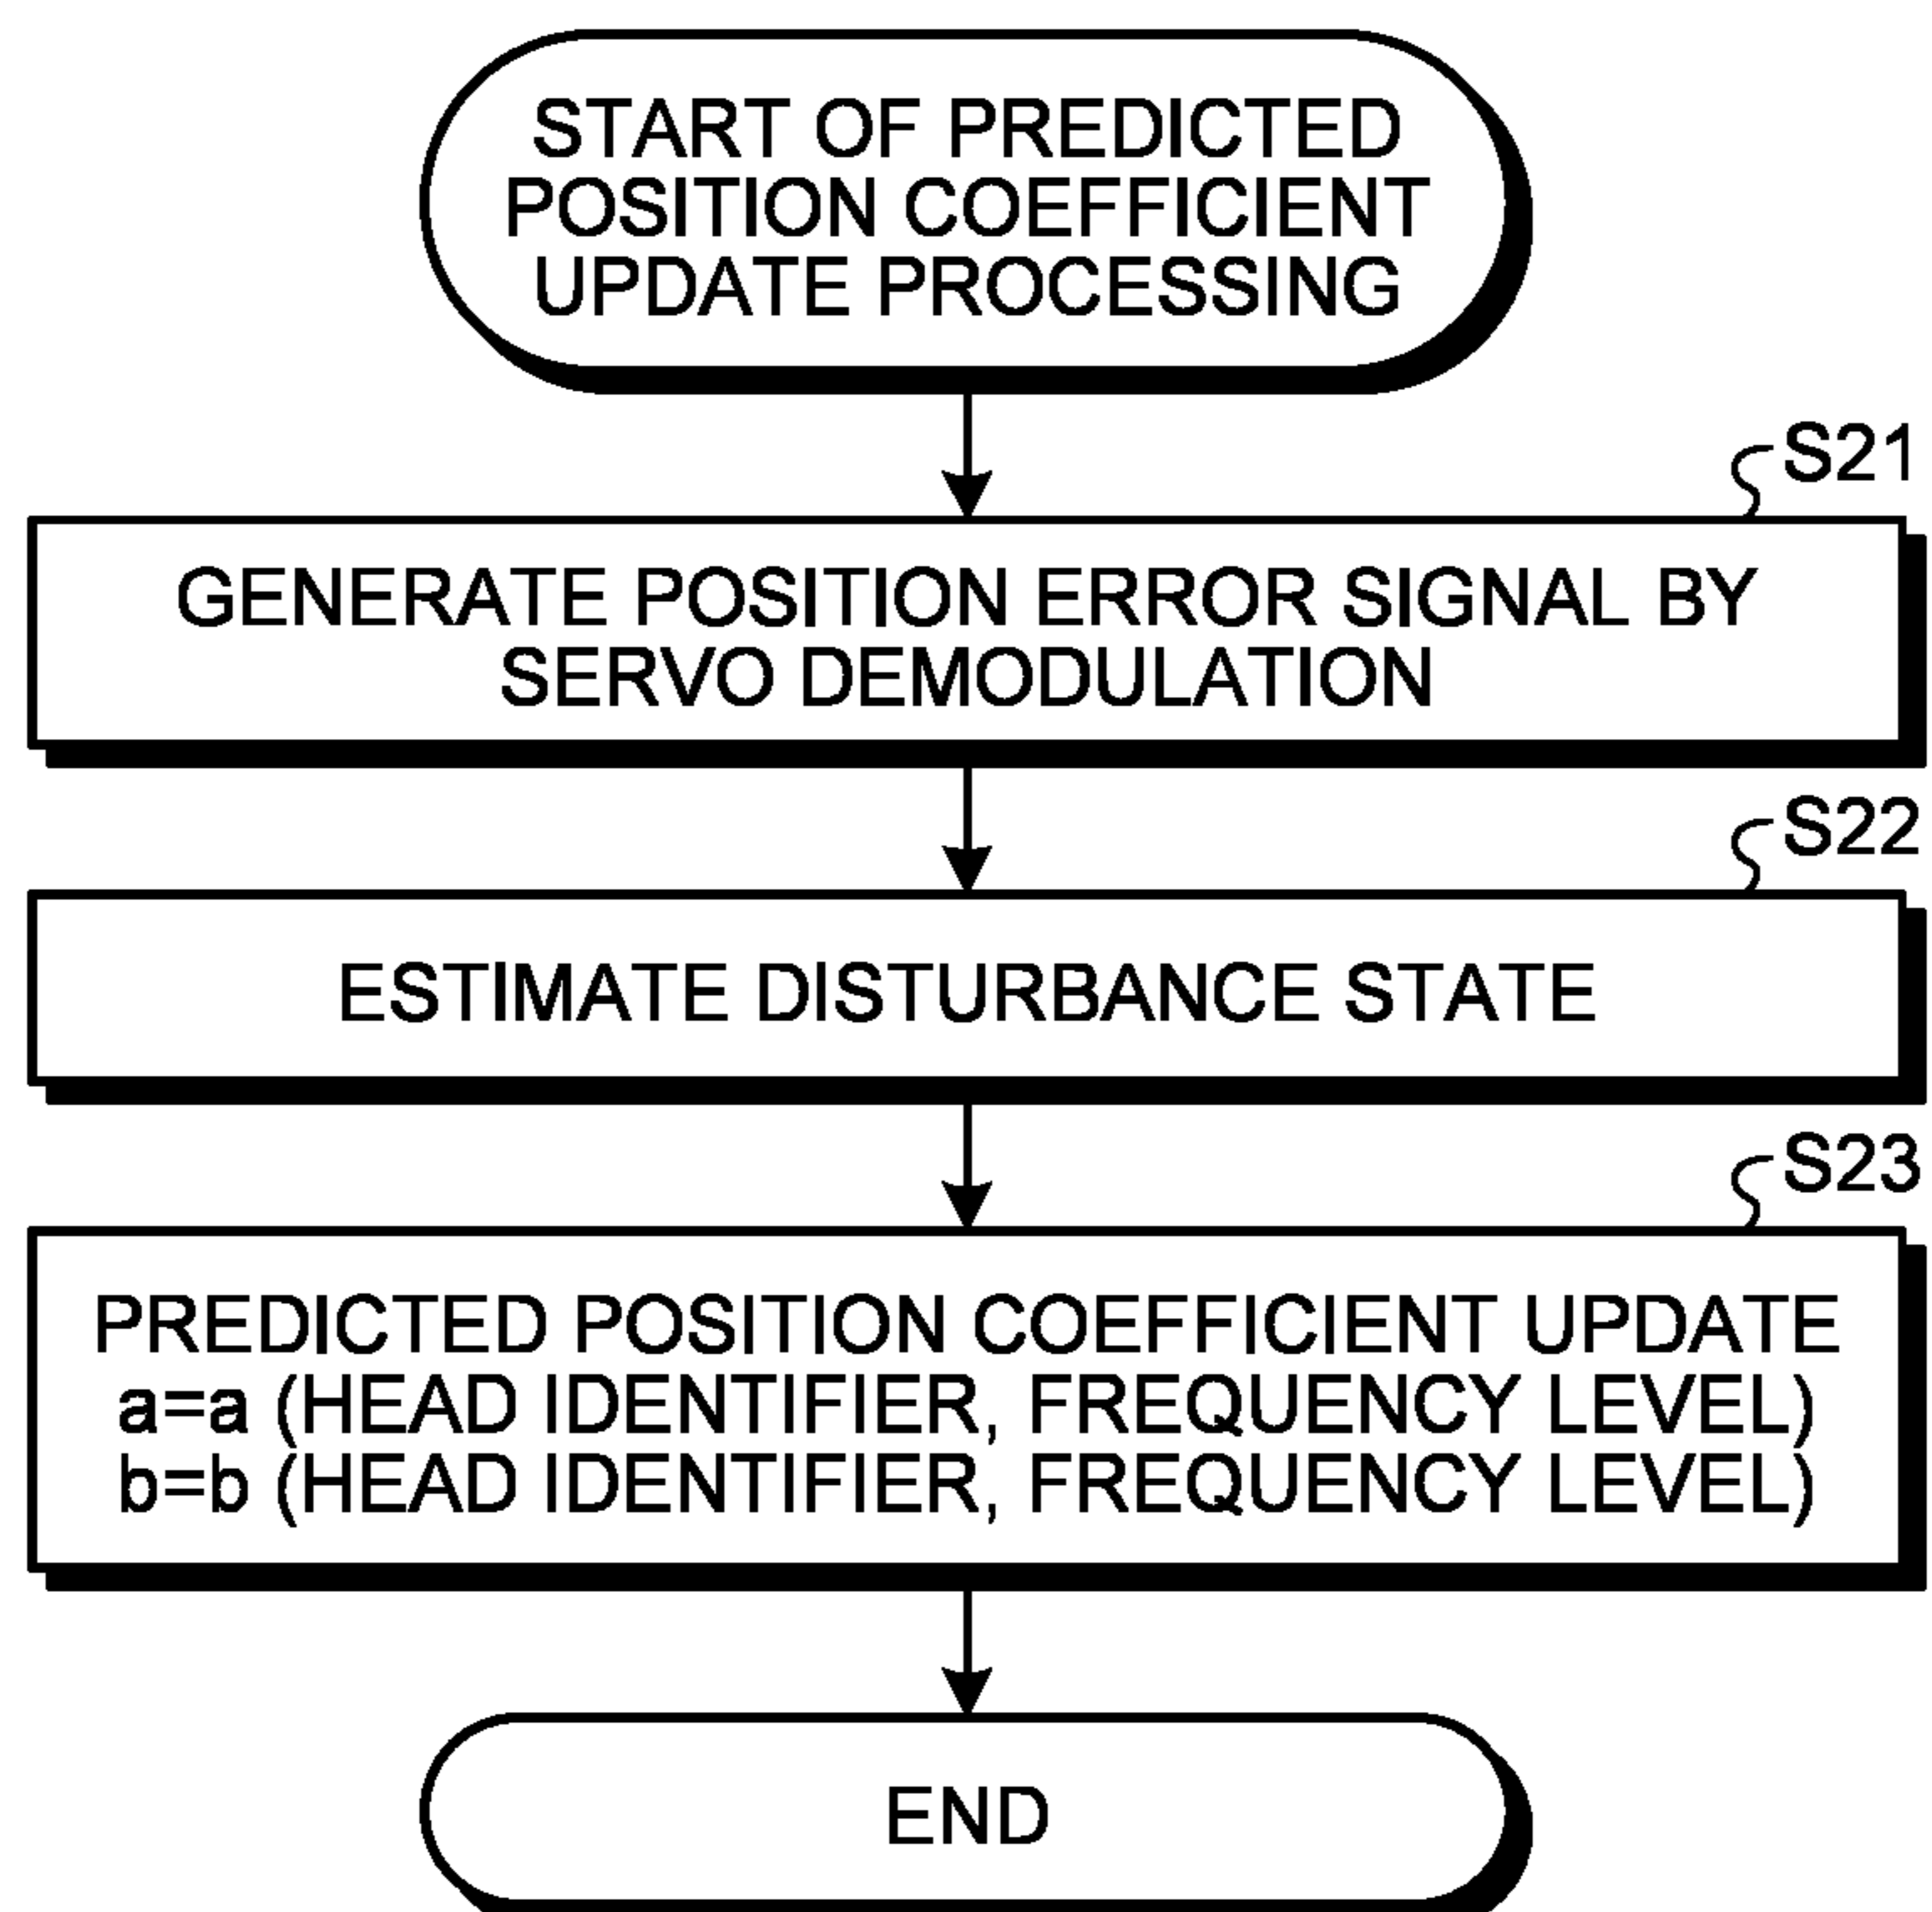 START OF PREDICTED
POSITION COEFFICIENT
UPDATE PROCESSING
S21
GENERATE POSITION ERROR SIGNAL BY
SERVO DEMODULATION
S22
ESTIMATE DISTURBANCE STATE
S23
PREDICTED POSITION COEFFICIENT UPDATE
a=a (HEAD IDENTIFIER, FREQUENCY LEVEL)
b=b (HEAD IDENTIFIER, FREQUENCY LEVEL)
END